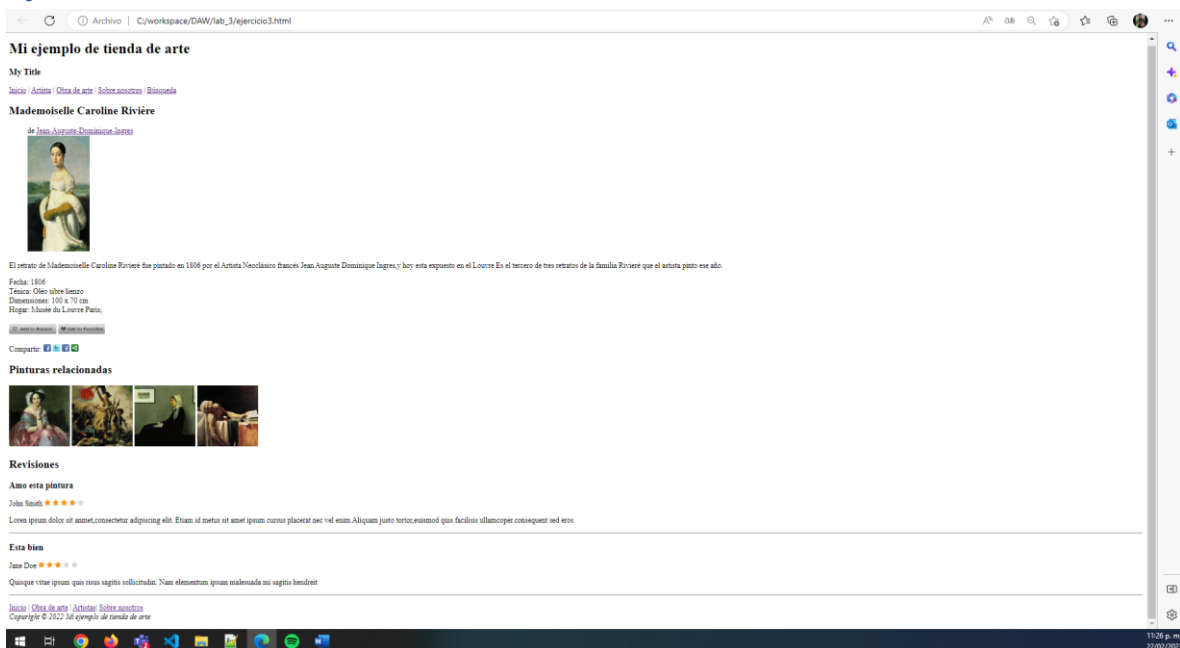 Archivo | C:/workspace/DAW/lab_3/ejercicio3.html
Mi ejemplo de tienda de arte
My Title
Inicio | Artista | Obra de arte | Sobre nosotros | Búsqueda
Mademoiselle Caroline Rivière
de Jean-Auguste-Dominique-Ingres
El retrato de Mademoiselle Caroline Rivieré fue pintado en 1806 por el Artista Neoclásico francés Jean Auguste Dominique Ingres,y hoy esta expuesto en el Louvre Es el tercero de tres retratos de la familia Rivieré que el artista pinto ese año.
Fecha: 1806
Ténica: Oléo sibre lienzo
Dimensiones: 100 x 70 cm
Hogar: Musée du Louvre Paris;
Add to Favorites
Compartir:
Pinturas relacionadas
Revisiones
Amo esta pintura
John Smith
Loren ipsum dolor sit anmet,consectetur adipiscing elit. Etiam id metus sit amet ipsum cursus placerat nec vel enim.Aliquam justo tortor,euismod quis facilisis ullamcoper.consequent sed eros
Esta bien
Jane Doe
Quisque vitae ipsum quis risus sagitis sollicitudin. Nam elementum ipsum malesuada mi sagitis hendreit
Inicio | Obra de arte | Artistas| Sobre nosotros
Copyright © 2022 Mi ejemplo de tienda de arte
11:26 p. m.